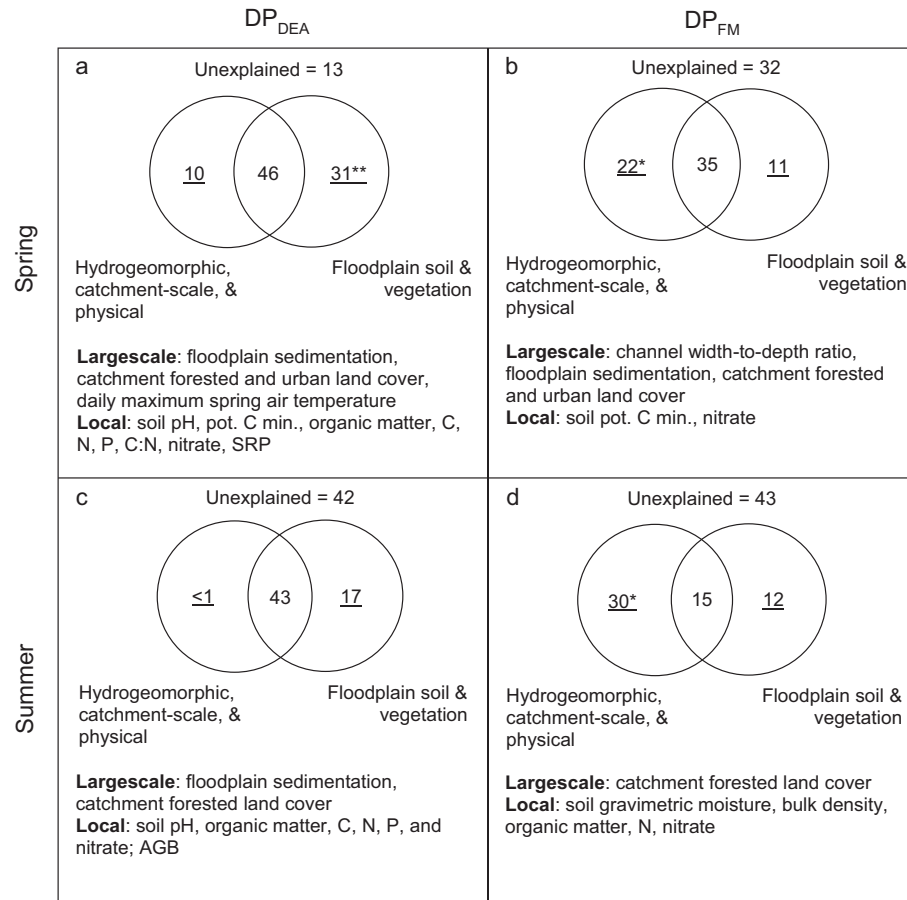 DP_DEA
DP_FM
Spring
a
Unexplained = 13
10
46
31**
Hydrogeomorphic,
catchment-scale, &
physical
Floodplain soil &
vegetation
Largescale: floodplain sedimentation,
catchment forested and urban land cover,
daily maximum spring air temperature
Local: soil pH, pot. C min., organic matter, C,
N, P, C:N, nitrate, SRP
b
Unexplained = 32
22*
35
11
Hydrogeomorphic,
catchment-scale, &
physical
Floodplain soil &
vegetation
Largescale: channel width-to-depth ratio,
floodplain sedimentation, catchment forested
and urban land cover
Local: soil pot. C min., nitrate
Summer
c
Unexplained = 42
<1
43
17
Hydrogeomorphic,
catchment-scale, &
physical
Floodplain soil &
vegetation
Largescale: floodplain sedimentation,
catchment forested land cover
Local: soil pH, organic matter, C, N, P, and
nitrate; AGB
d
Unexplained = 43
30*
15
12
Hydrogeomorphic,
catchment-scale, &
physical
Floodplain soil &
vegetation
Largescale: catchment forested land cover
Local: soil gravimetric moisture, bulk density,
organic matter, N, nitrate